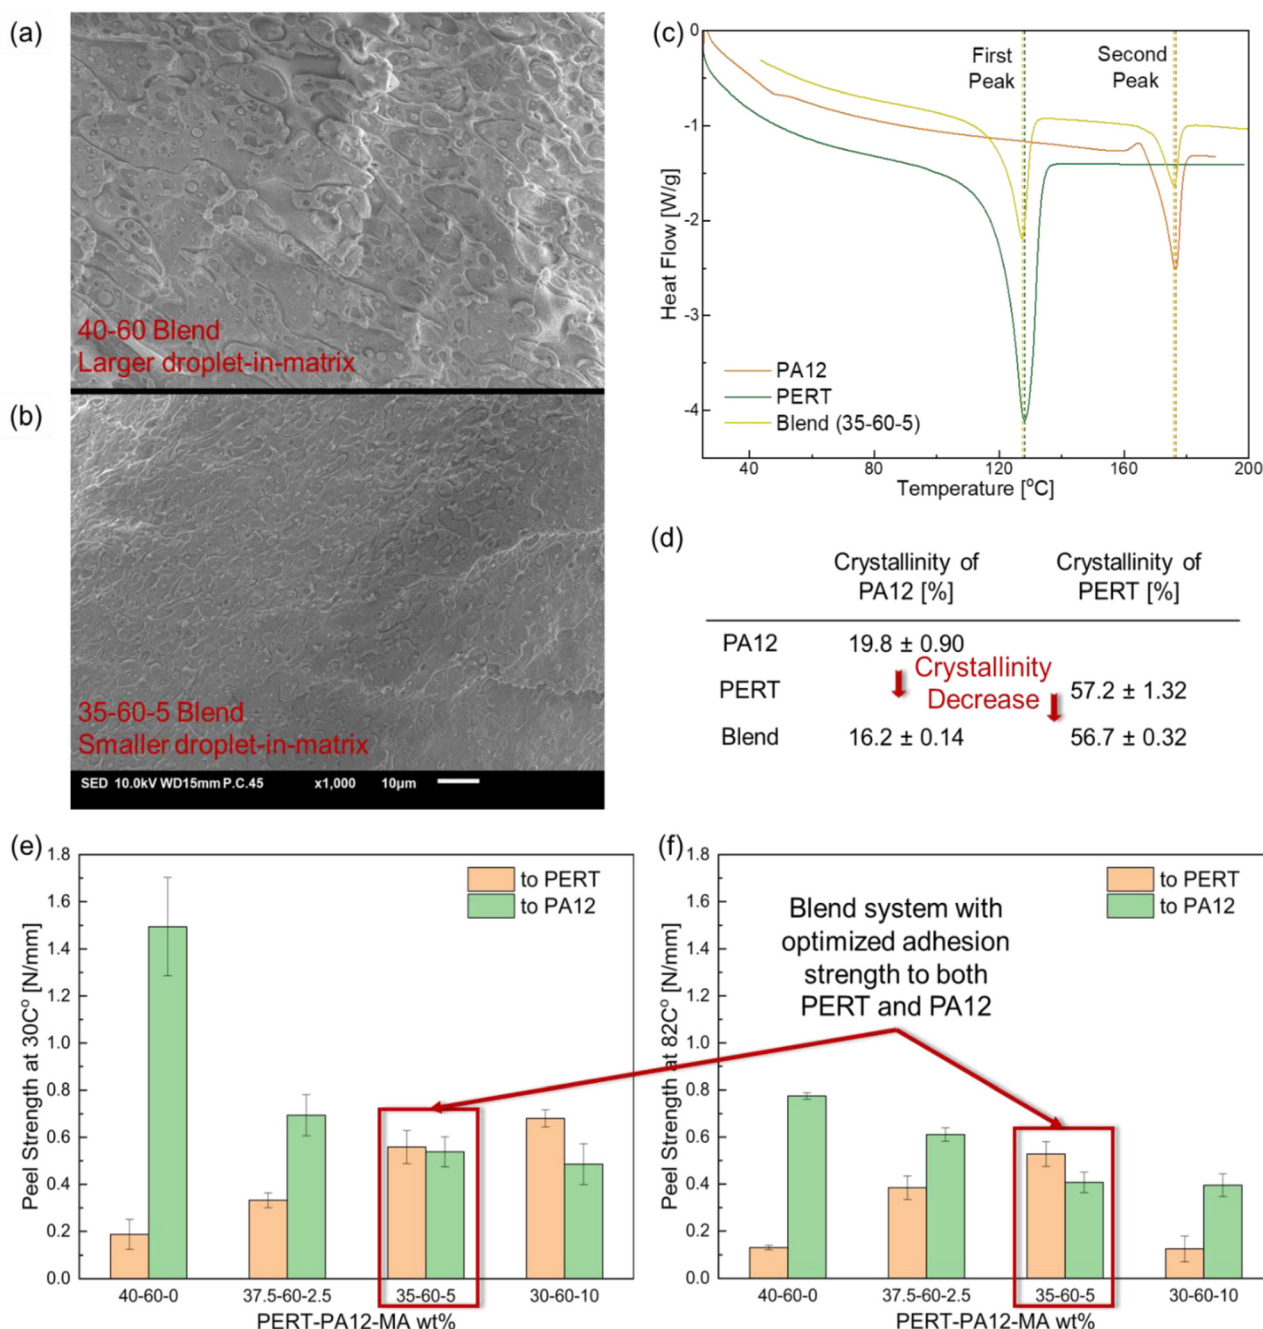 (a)
40-60 Blend
Larger droplet-in-matrix
(b)
35-60-5 Blend
Smaller droplet-in-matrix
SED 10.0kV WD15mm P.C.45 x1,000 10μm
(c)
0
-1
-2
-3
-4
Heat Flow [W/g]
First
Peak
Second
Peak
PA12
PERT
Blend (35-60-5)
40 80 120 160 200
Temperature [°C]
(d)
Crystallinity of
PA12 [%]
Crystallinity of
PERT [%]
PA12 19.8 ± 0.90
Crystallinity
Decrease
PERT 57.2 ± 1.32
Blend 16.2 ± 0.14 56.7 ± 0.32
(e)
1.8
1.6
1.4
1.2
1.0
0.8
0.6
0.4
0.2
0.0
Peel Strength at 30C° [N/mm]
to PERT
to PA12
40-60-0 37.5-60-2.5 35-60-5 30-60-10
PERT-PA12-MA wt%
(f)
1.8
1.6
1.4
1.2
1.0
0.8
0.6
0.4
0.2
0.0
Peel Strength at 82C° [N/mm]
to PERT
to PA12
Blend system with
optimized adhesion
strength to both
PERT and PA12
40-60-0 37.5-60-2.5 35-60-5 30-60-10
PERT-PA12-MA wt%